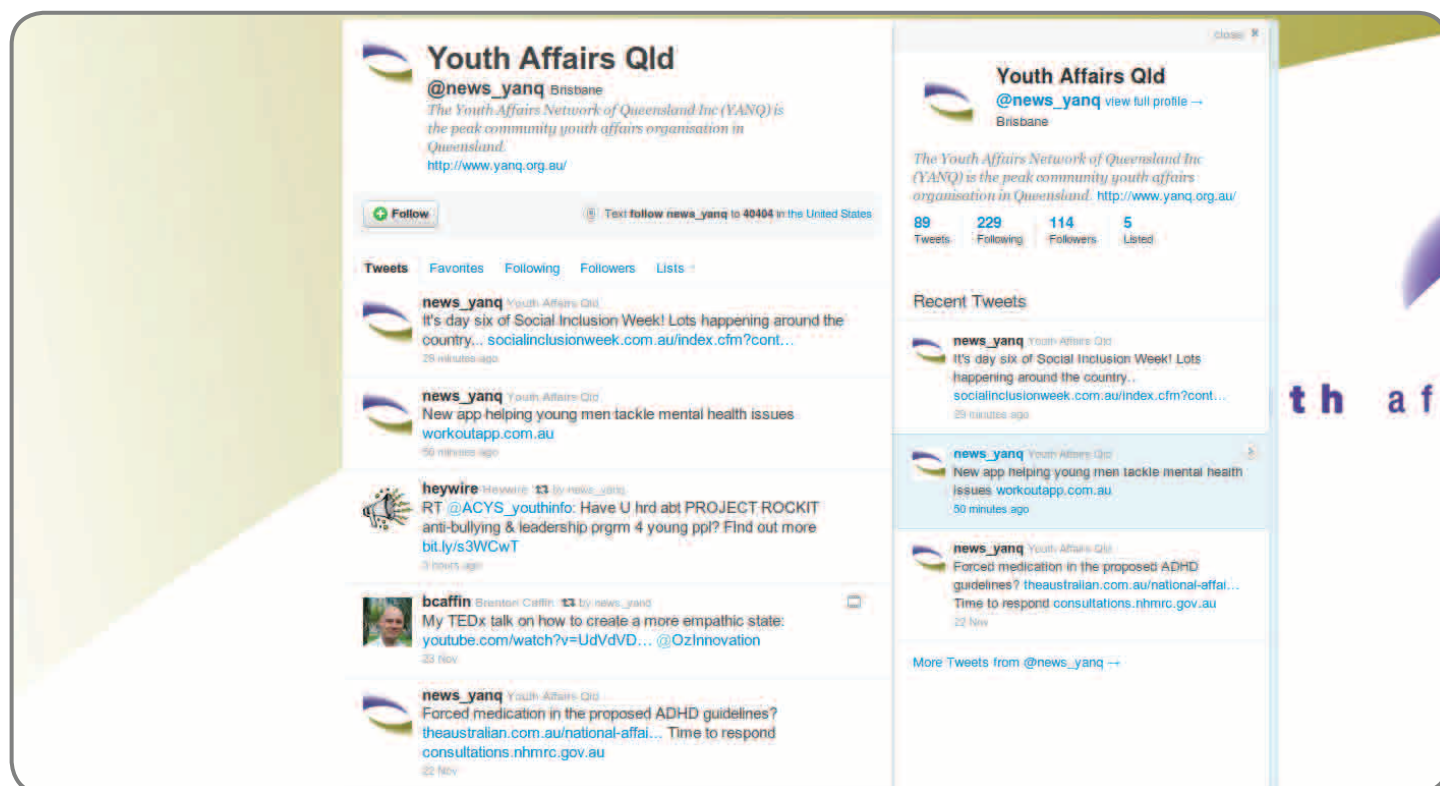 Youth Affairs Qld
@news_yanq Brisbane
The Youth Affairs Network of Queensland Inc (YANQ) is
the peak community youth affairs organisation in
Queensland.
http://www.yanq.org.au/
Follow
Text follow news_yanq to 40404 in the United States
Tweets Favorites Following Followers Lists
news_yanq Youth Affairs Qld
It's day six of Social Inclusion Week! Lots happening around the
country... socialinclusionweek.com.au/index.cfm?cont...
29 minutes ago
news_yanq Youth Affairs Qld
New app helping young men tackle mental health issues
workoutapp.com.au
50 minutes ago
heywire Heywire by news_yanq
RT @ACYS_youthinfo: Have U hrd abt PROJECT ROCKIT
anti-bullying & leadership prgrm 4 young ppl? Find out more
bit.ly/s3WCwT
3 hours ago
bcaffin Brenton Caffin by news_yanq
My TEDx talk on how to create a more empathic state:
youtube.com/watch?v=UdVdVD... @OzInnovation
23 Nov
news_yanq Youth Affairs Qld
Forced medication in the proposed ADHD guidelines?
theaustralian.com.au/national-affai... Time to respond
consultations.nhmrc.gov.au
22 Nov
close x
Youth Affairs Qld
@news_yanq view full profile →
Brisbane
The Youth Affairs Network of Queensland Inc
(YANQ) is the peak community youth affairs
organisation in Queensland. http://www.yanq.org.au/
89 229 114 5
Tweets Following Followers Listed
Recent Tweets
news_yanq Youth Affairs Qld
It's day six of Social Inclusion Week! Lots
happening around the country...
socialinclusionweek.com.au/index.cfm?cont...
29 minutes ago
news_yanq Youth Affairs Qld
New app helping young men tackle mental health
issues workoutapp.com.au
50 minutes ago
news_yanq Youth Affairs Qld
Forced medication in the proposed ADHD
guidelines? theaustralian.com.au/national-affai...
Time to respond consultations.nhmrc.gov.au
22 Nov
More Tweets from @news_yanq →
th af